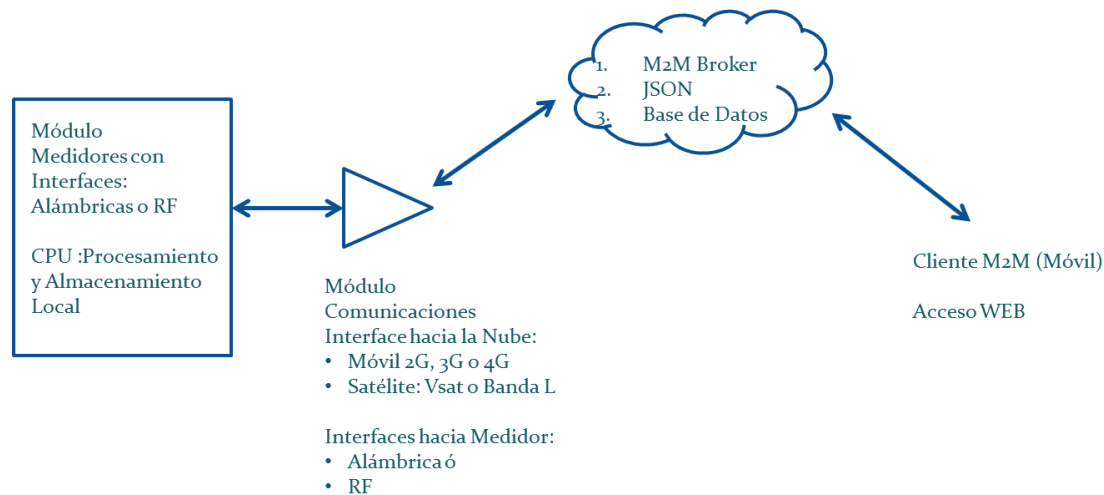 1. M2M Broker
2. JSON
3. Base de Datos
Módulo
Medidores con
Interfaces:
Alámbricas o RF
CPU :Procesamiento
y Almacenamiento
Local
Módulo
Comunicaciones
Interface hacia la Nube:
• Móvil 2G, 3G o 4G
• Satélite: Vsat o Banda L
Interfaces hacia Medidor:
• Alámbrica ó
• RF
Cliente M2M (Móvil)
Acceso WEB